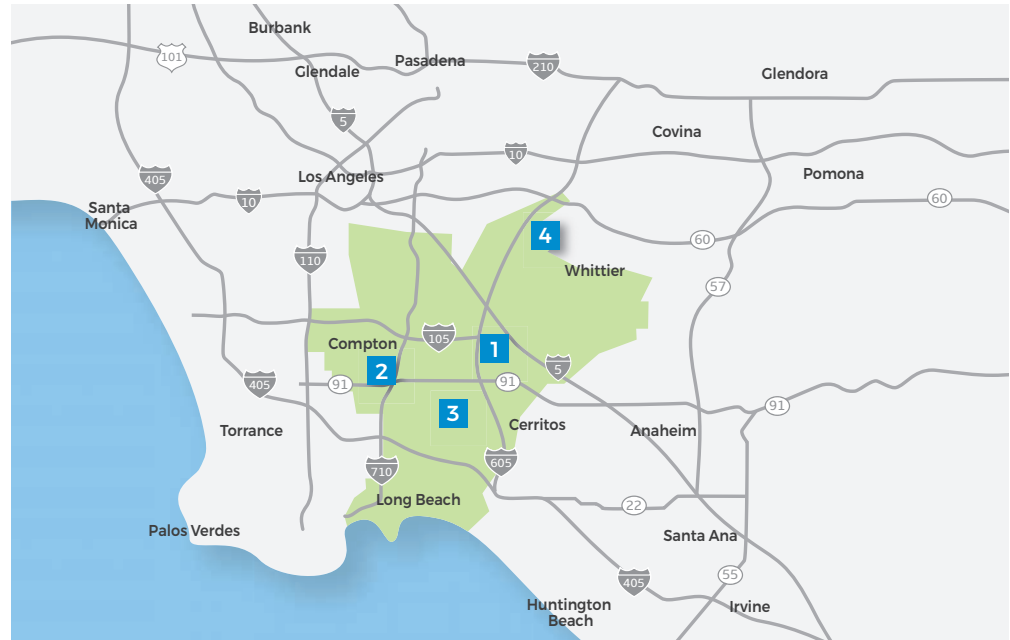 Burbank
101
Pasadena
Glendale
210
Glendora
5
Covina
10
405
Los Angeles
Pomona
10
60
Santa
Monica
4
60
110
Whittier
57
105
Compton
1
2
5
91
91
405
91
3
Cerritos
Torrance
Anaheim
605
710
Long Beach
22
Palos Verdes
Santa Ana
55
405
Huntington
Beach
Irvine